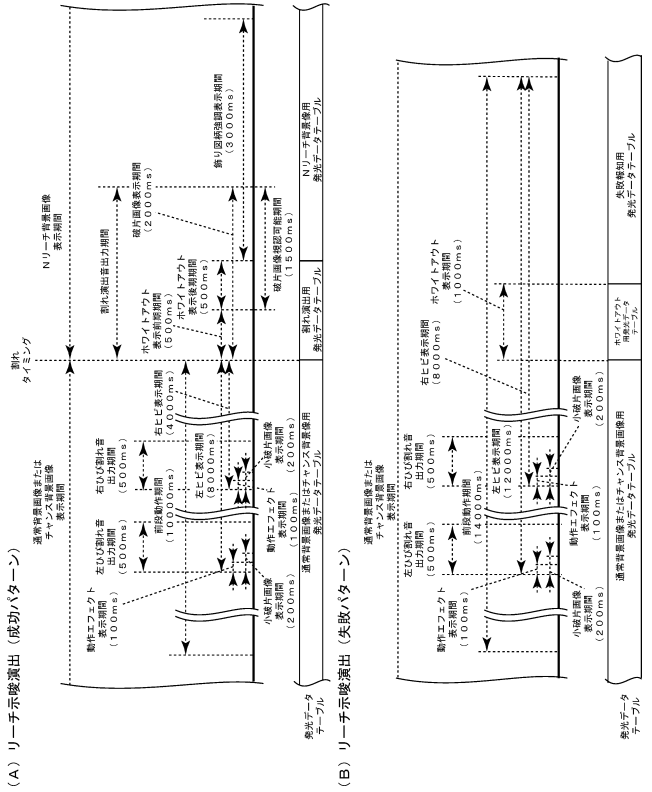 (A) リーチ示唆演出 (成功パターン)
通常背景画像または
チャンス背景画像
表示期間
割れ
タイミング
Nリーチ背景画像
表示期間
割れ演出音出力期間
破片画像表示期間
(2000ms)
飾り図柄強調表示期間
(3000ms)
ホワイトアウト
表示前期期間
(500ms)
ホワイトアウト
表示後期期間
(500ms)
破片画像視認可能期間
(1500ms)
動作エフェクト
表示期間
(100ms)
左ひび割れ音
出力期間
(500ms)
右ひび割れ音
出力期間
(500ms)
前段動作期間
(10000ms)
右ヒビ表示期間
(4000ms)
左ヒビ表示期間
(8000ms)
小破片画像
表示期間
(200ms)
動作エフェクト
表示期間
(100ms)
小破片画像
表示期間
(200ms)
発光データ
テーブル
通常背景画像またはチャンス背景画像用
発光データテーブル
割れ演出用
発光データテーブル
Nリーチ背景画像用
発光データテーブル
(B) リーチ示唆演出 (失敗パターン)
通常背景画像または
チャンス背景画像
表示期間
動作エフェクト
表示期間
(100ms)
左ひび割れ音
出力期間
(500ms)
右ひび割れ音
出力期間
(500ms)
前段動作期間
(14000ms)
左ヒビ表示期間
(12000ms)
右ヒビ表示期間
(8000ms)
ホワイトアウト
表示期間
(1000ms)
小破片画像
表示期間
(200ms)
動作エフェクト
表示期間
(100ms)
小破片画像
表示期間
(200ms)
発光データ
テーブル
通常背景画像またはチャンス背景画像用
発光データテーブル
ホワイトアウト
用発光データ
テーブル
失敗報知用
発光データテーブル